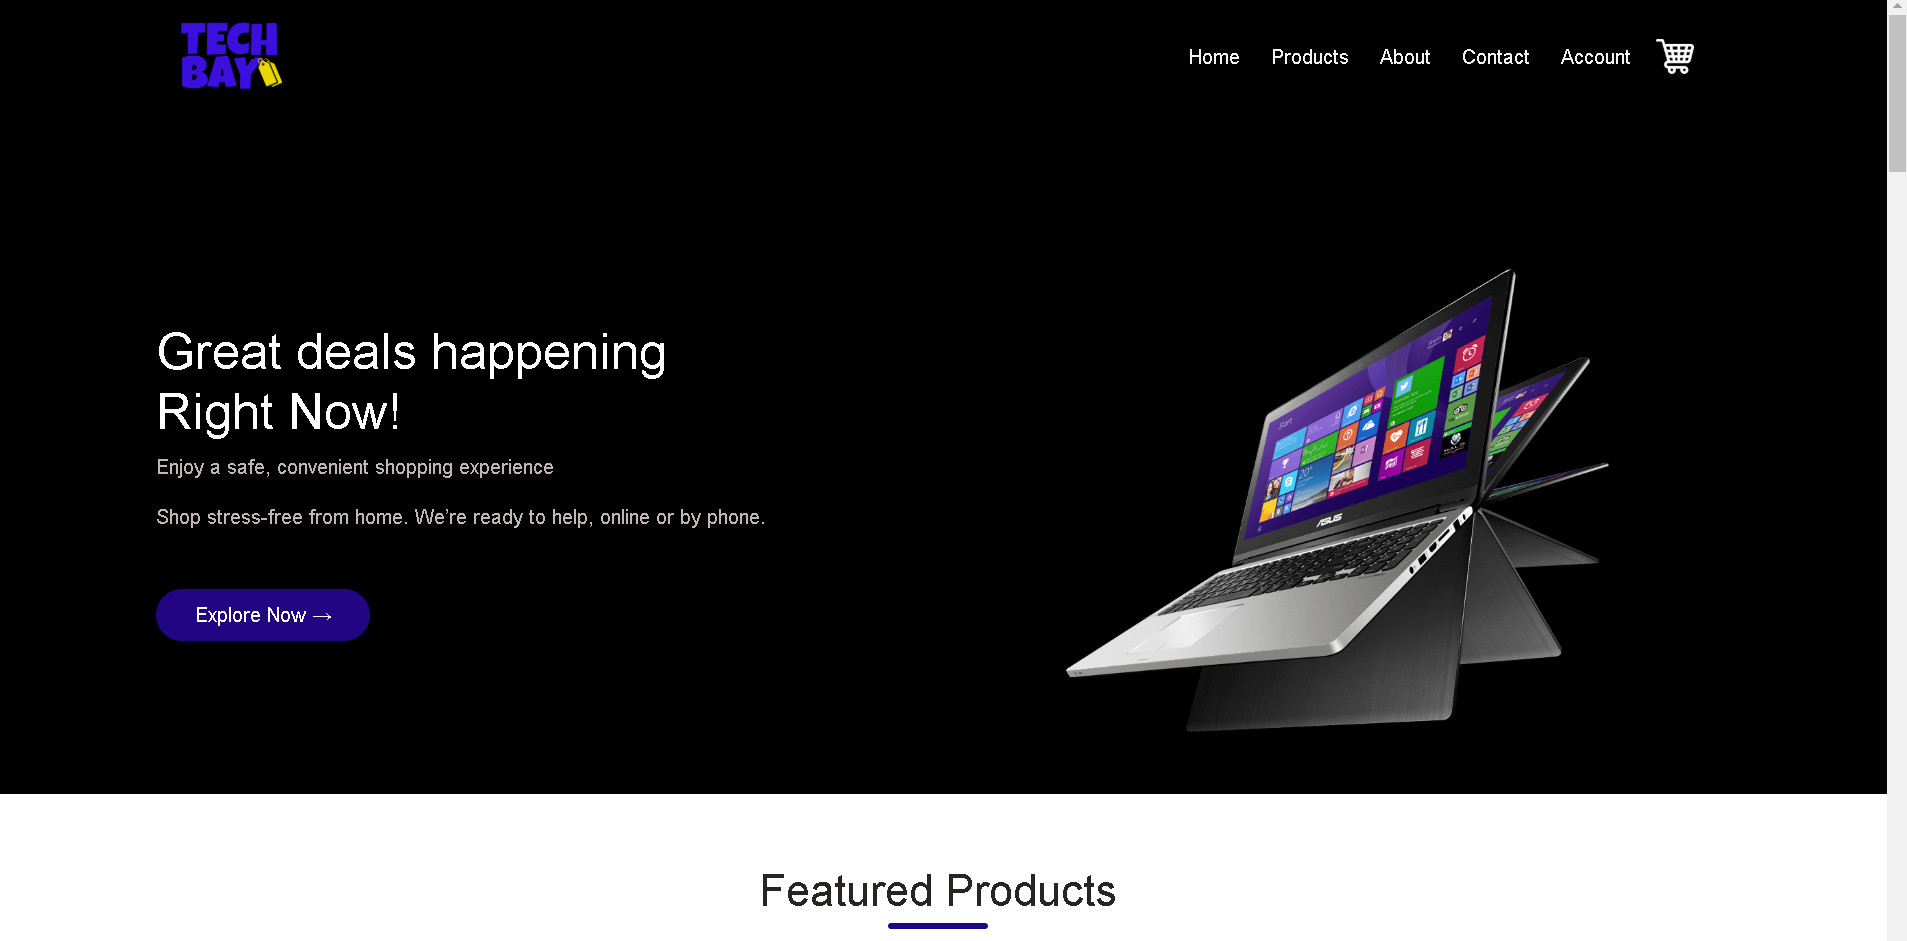 TECH
BAY
Home Products About Contact Account
Great deals happening
Right Now!
Enjoy a safe, convenient shopping experience
Shop stress-free from home. We’re ready to help, online or by phone.
Explore Now →
Start
ASUS
Featured Products